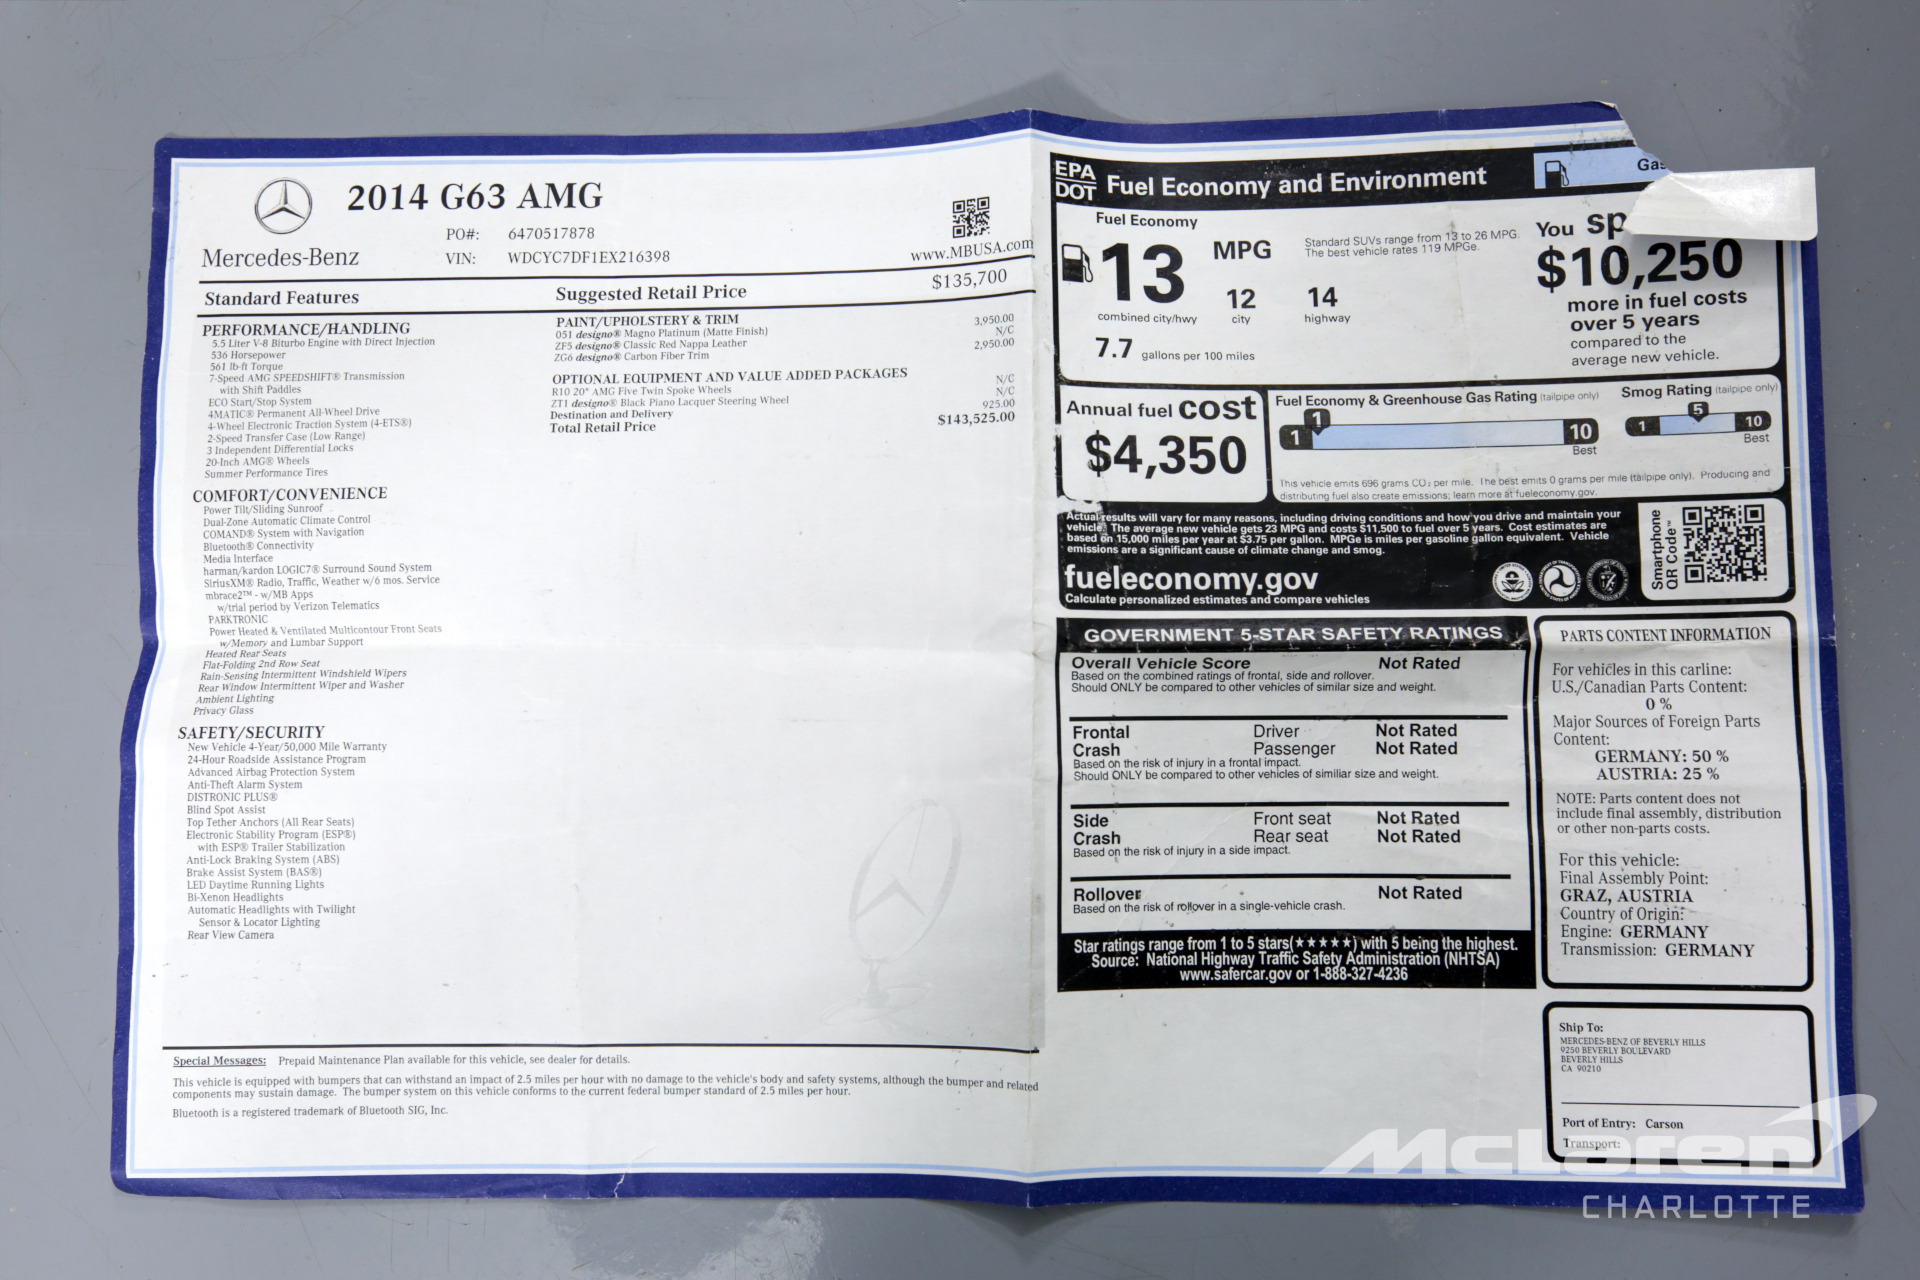 2014 G63 AMG
Mercedes-Benz
PO#: 6470517878
VIN: WDCYC7DF1EX216398
www.MBUSA.com
Standard Features
Suggested Retail Price $135,700
PERFORMANCE/HANDLING
5.5 Liter V-8 Biturbo Engine with Direct Injection
536 Horsepower
561 lb-ft Torque
7-Speed AMG SPEEDSHIFT® Transmission
with Shift Paddles
ECO Start/Stop System
4MATIC® Permanent All-Wheel Drive
4-Wheel Electronic Traction System (4-ETS®)
2-Speed Transfer Case (Low Range)
3 Independent Differential Locks
20-Inch AMG® Wheels
Summer Performance Tires
COMFORT/CONVENIENCE
Power Tilt/Sliding Sunroof
Dual-Zone Automatic Climate Control
COMAND® System with Navigation
Bluetooth® Connectivity
Media Interface
harman/kardon LOGIC7® Surround Sound System
SiriusXM® Radio, Traffic, Weather w/6 mos. Service
mbrace2™ - w/MB Apps
w/trial period by Verizon Telematics
PARKTRONIC
Power Heated & Ventilated Multicontour Front Seats
w/Memory and Lumbar Support
Heated Rear Seats
Flat-Folding 2nd Row Seat
Rain-Sensing Intermittent Windshield Wipers
Rear Window Intermittent Wiper and Washer
Ambient Lighting
Privacy Glass
SAFETY/SECURITY
New Vehicle 4-Year/50,000 Mile Warranty
24-Hour Roadside Assistance Program
Advanced Airbag Protection System
Anti-Theft Alarm System
DISTRONIC PLUS®
Blind Spot Assist
Top Tether Anchors (All Rear Seats)
Electronic Stability Program (ESP®)
with ESP® Trailer Stabilization
Anti-Lock Braking System (ABS)
Brake Assist System (BAS®)
LED Daytime Running Lights
Bi-Xenon Headlights
Automatic Headlights with Twilight
Sensor & Locator Lighting
Rear View Camera
PAINT/UPHOLSTERY & TRIM
051 designo® Magno Platinum (Matte Finish) 3,950.00
ZF5 designo® Classic Red Nappa Leather N/C
ZG6 designo® Carbon Fiber Trim 2,950.00
OPTIONAL EQUIPMENT AND VALUE ADDED PACKAGES
R10 20" AMG Five Twin Spoke Wheels N/C
ZT1 designo® Black Piano Lacquer Steering Wheel N/C
Destination and Delivery 925.00
Total Retail Price $143,525.00
Special Messages: Prepaid Maintenance Plan available for this vehicle, see dealer for details.
This vehicle is equipped with bumpers that can withstand an impact of 2.5 miles per hour with no damage to the vehicle's body and safety systems, although the bumper and related
components may sustain damage. The bumper system on this vehicle conforms to the current federal bumper standard of 2.5 miles per hour.
Bluetooth is a registered trademark of Bluetooth SIG, Inc.
EPA
DOT
Fuel Economy and Environment
Gas
Fuel Economy
13 MPG
combined city/hwy
12
city
14
highway
7.7 gallons per 100 miles
Standard SUVs range from 13 to 26 MPG.
The best vehicle rates 119 MPGe.
You sp
$10,250
more in fuel costs
over 5 years
compared to the
average new vehicle.
Annual fuel cost
$4,350
Fuel Economy & Greenhouse Gas Rating (tailpipe only)
1
1
10
Best
Smog Rating (tailpipe only)
5
1
10
Best
This vehicle emits 696 grams CO₂ per mile. The best emits 0 grams per mile (tailpipe only). Producing and
distributing fuel also create emissions; learn more at fueleconomy.gov.
Actual results will vary for many reasons, including driving conditions and how you drive and maintain your
vehicle. The average new vehicle gets 23 MPG and costs $11,500 to fuel over 5 years. Cost estimates are
based on 15,000 miles per year at $3.75 per gallon. MPGe is miles per gasoline gallon equivalent. Vehicle
emissions are a significant cause of climate change and smog.
fueleconomy.gov
Calculate personalized estimates and compare vehicles
Smartphone
QR Code™
GOVERNMENT 5-STAR SAFETY RATINGS
Overall Vehicle Score Not Rated
Based on the combined ratings of frontal, side and rollover.
Should ONLY be compared to other vehicles of similar size and weight.
Frontal Driver Not Rated
Crash Passenger Not Rated
Based on the risk of injury in a frontal impact.
Should ONLY be compared to other vehicles of similiar size and weight.
Side Front seat Not Rated
Crash Rear seat Not Rated
Based on the risk of injury in a side impact.
Rollover Not Rated
Based on the risk of rollover in a single-vehicle crash.
Star ratings range from 1 to 5 stars(★★★★★) with 5 being the highest.
Source: National Highway Traffic Safety Administration (NHTSA)
www.safercar.gov or 1-888-327-4236
PARTS CONTENT INFORMATION
For vehicles in this carline:
U.S./Canadian Parts Content:
0 %
Major Sources of Foreign Parts
Content:
GERMANY: 50 %
AUSTRIA: 25 %
NOTE: Parts content does not
include final assembly, distribution
or other non-parts costs.
For this vehicle:
Final Assembly Point:
GRAZ, AUSTRIA
Country of Origin:
Engine: GERMANY
Transmission: GERMANY
Ship To:
MERCEDES-BENZ OF BEVERLY HILLS
9250 BEVERLY BOULEVARD
BEVERLY HILLS
CA 90210
Port of Entry: Carson
Transport:
McLaren
CHARLOTTE